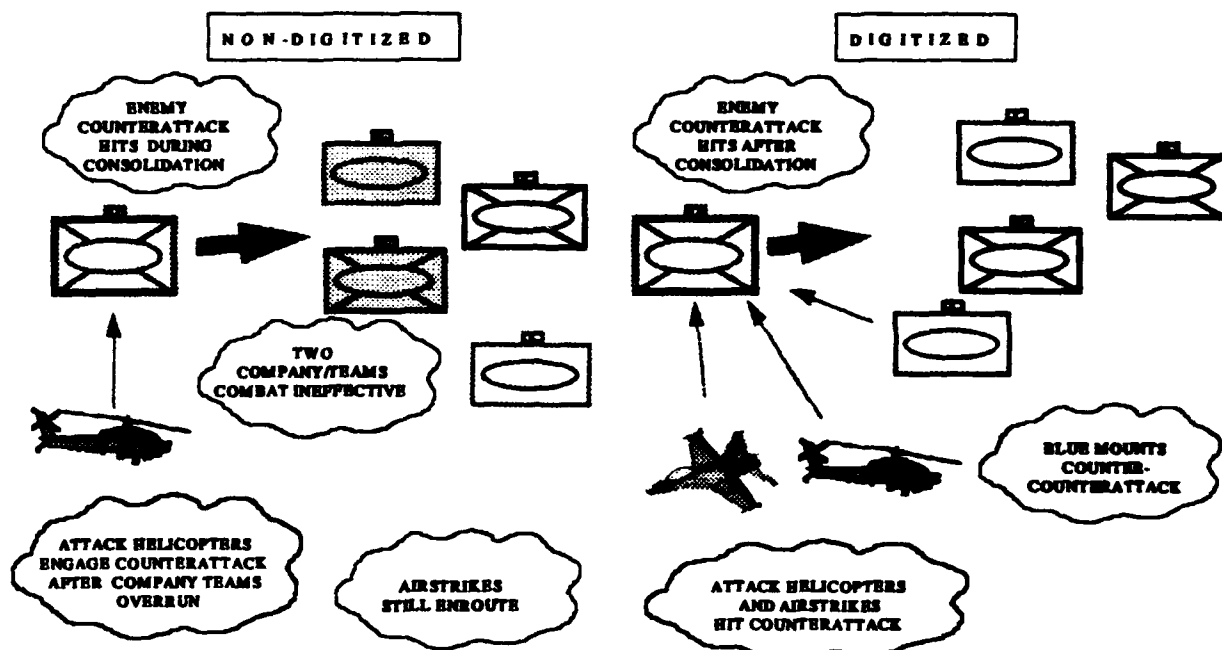 NON-DIGITIZED
ENEMY
COUNTERATTACK
HITS DURING
CONSOLIDATION
TWO
COMPANY/TEAMS
COMBAT INEFFECTIVE
ATTACK HELICOPTERS
ENGAGE COUNTERATTACK
AFTER COMPANY TEAMS
OVERRUN
AIRSTRIKES
STILL ENROUTE
DIGITIZED
ENEMY
COUNTERATTACK
HITS AFTER
CONSOLIDATION
BLUE MOUNTS
COUNTER-
COUNTERATTACK
ATTACK HELICOPTERS
AND AIRSTRIKES
HIT COUNTERATTACK